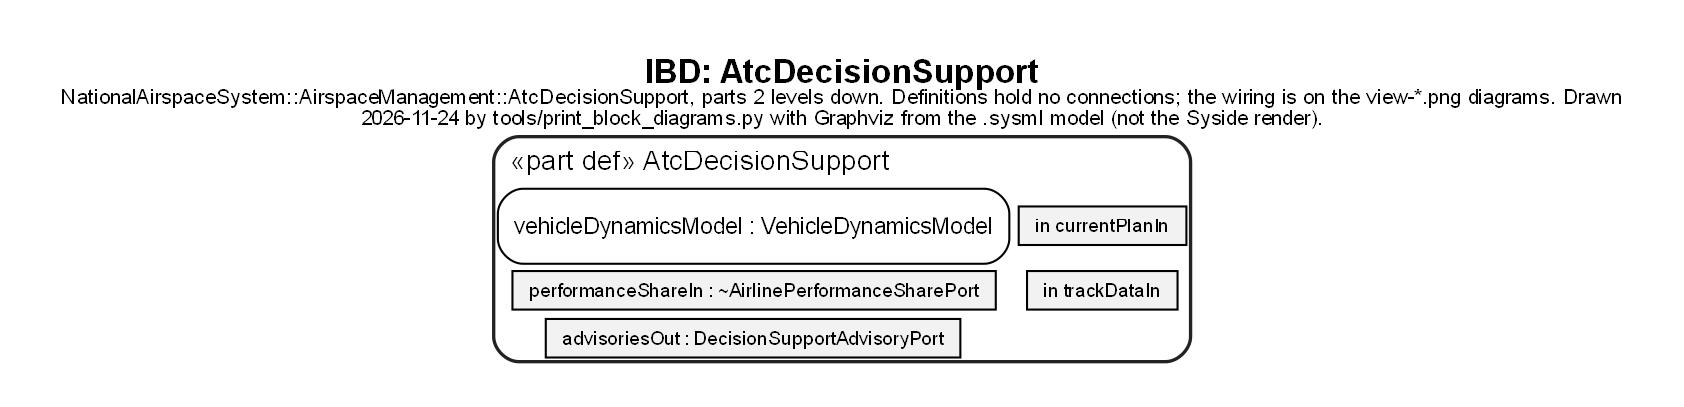 IBD: AtcDecisionSupport
NationalAirspaceSystem::AirspaceManagement::AtcDecisionSupport, parts 2 levels down. Definitions hold no connections; the wiring is on the view-*.png diagrams. Drawn
2026-11-24 by tools/print_block_diagrams.py with Graphviz from the .sysml model (not the Syside render).
«part def» AtcDecisionSupport
vehicleDynamicsModel : VehicleDynamicsModel
in currentPlanIn
performanceShareIn : ~AirlinePerformanceSharePort
in trackDataIn
advisoriesOut : DecisionSupportAdvisoryPort